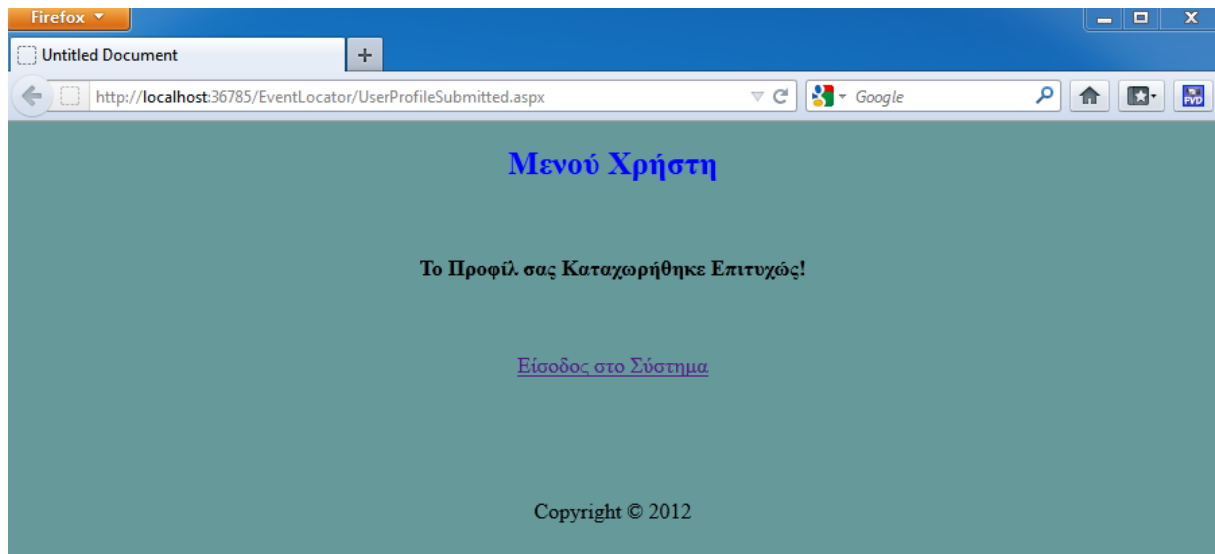 Firefox
Untitled Document
http://localhost:36785/EventLocator/UserProfileSubmitted.aspx
Google
FVD
Μενού Χρήστη
Το Προφίλ σας Καταχωρήθηκε Επιτυχώς!
Είσοδος στο Σύστημα
Copyright © 2012